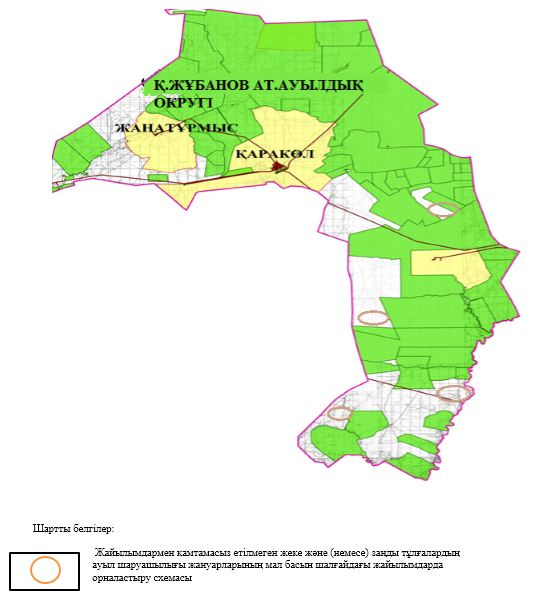 Қ.ЖҰБАНОВ АТ.АУЫЛДЫҚ
ОКРУГІ
ЖАҢАТҰРМЫС
ҚАРАКӨЛ
Шартты белгілер:
Жайылымдармен қамтамасыз етілмеген жеке және (немесе) заңды тұлғалардың
ауыл шаруашылығы жануарларының мал басын шалғайдағы жайылымдарда
орналастыру схемасы